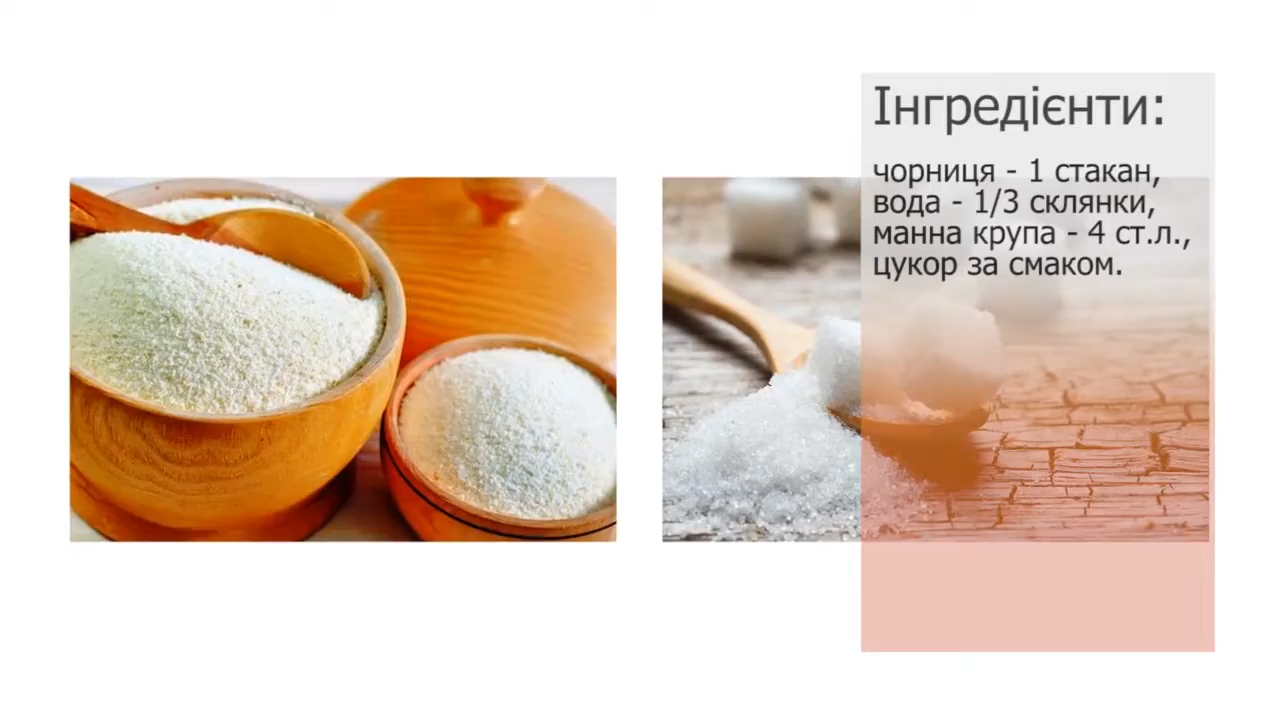 Інгредієнти:
чорниця - 1 стакан,
вода - 1/3 склянки,
манна крупа - 4 ст.л.,
цукор за смаком.